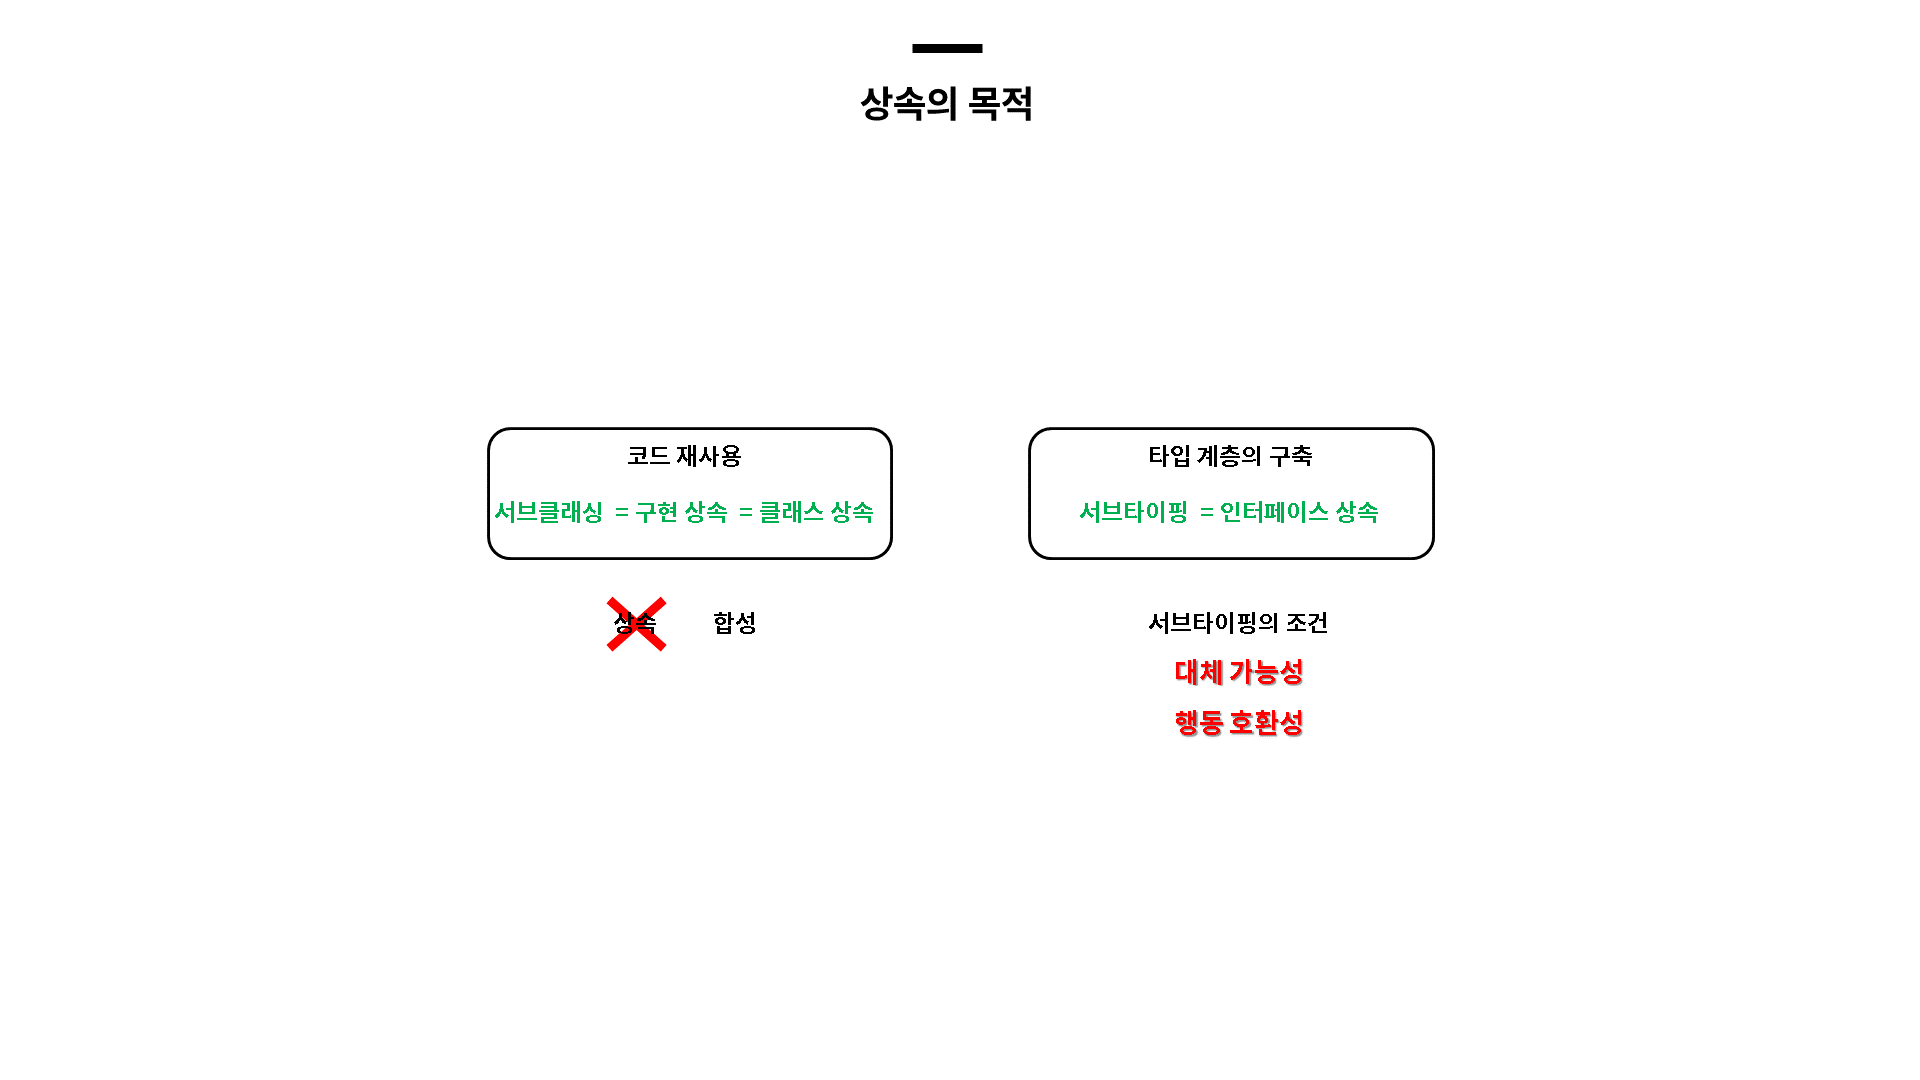 상속의 목적
코드 재사용
서브클래싱 = 구현 상속 = 클래스 상속
상속 합성
타입 계층의 구축
서브타이핑 = 인터페이스 상속
서브타이핑의 조건
대체 가능성
행동 호환성